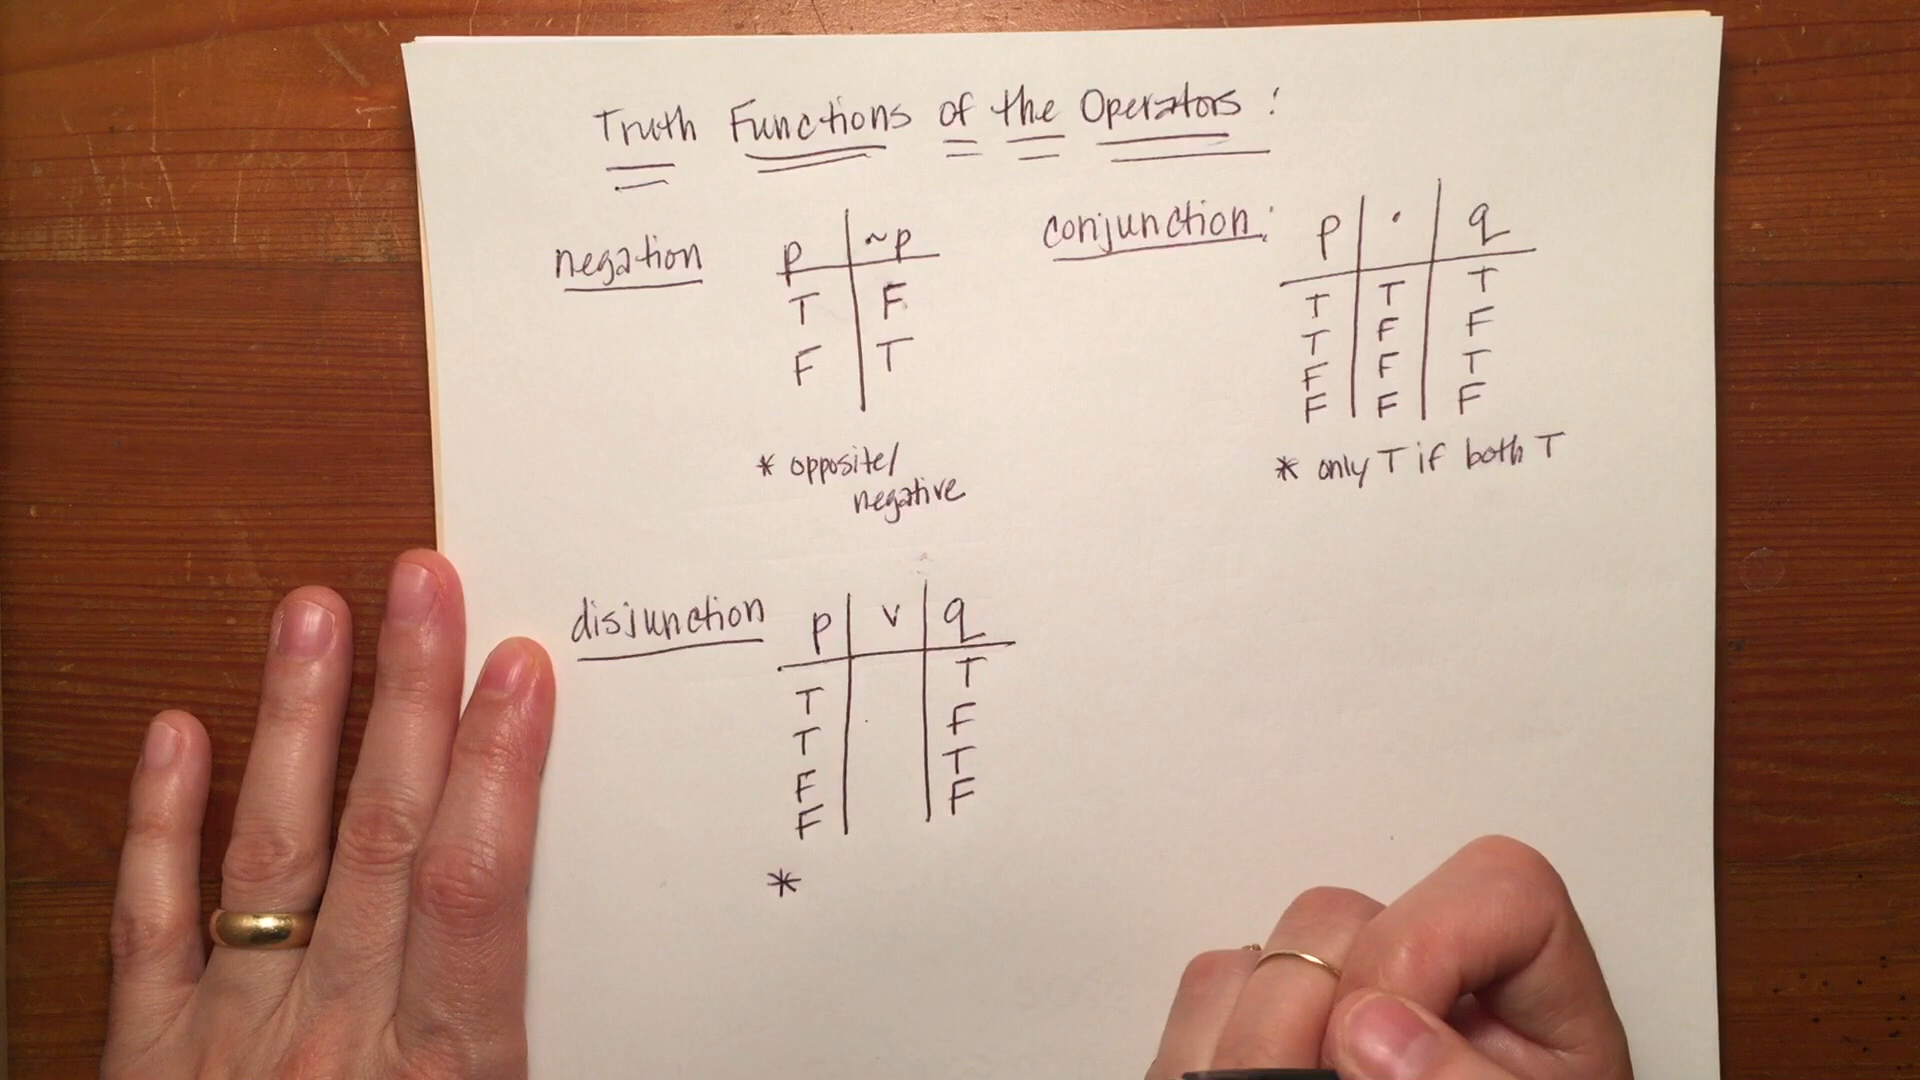 Truth Functions of the Operators:
negation
p ~p
T F
F T
* opposite/
negative
conjunction:
p • q
T T T
T F F
F F T
F F F
* only T if both T
disjunction
p v q
T T
T F
F T
F F
*